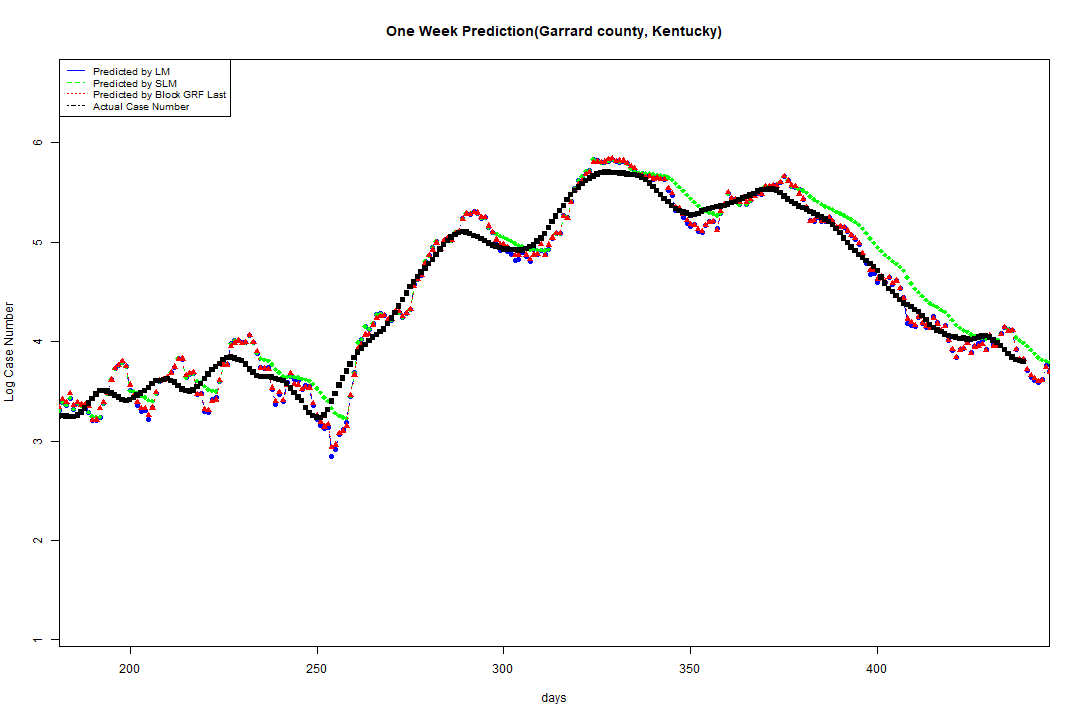 One Week Prediction(Garrard county, Kentucky)
Predicted by LM
Predicted by SLM
Predicted by Block GRF Last
Actual Case Number
6
5
4
3
2
1
Log Case Number
200
250
300
350
400
days